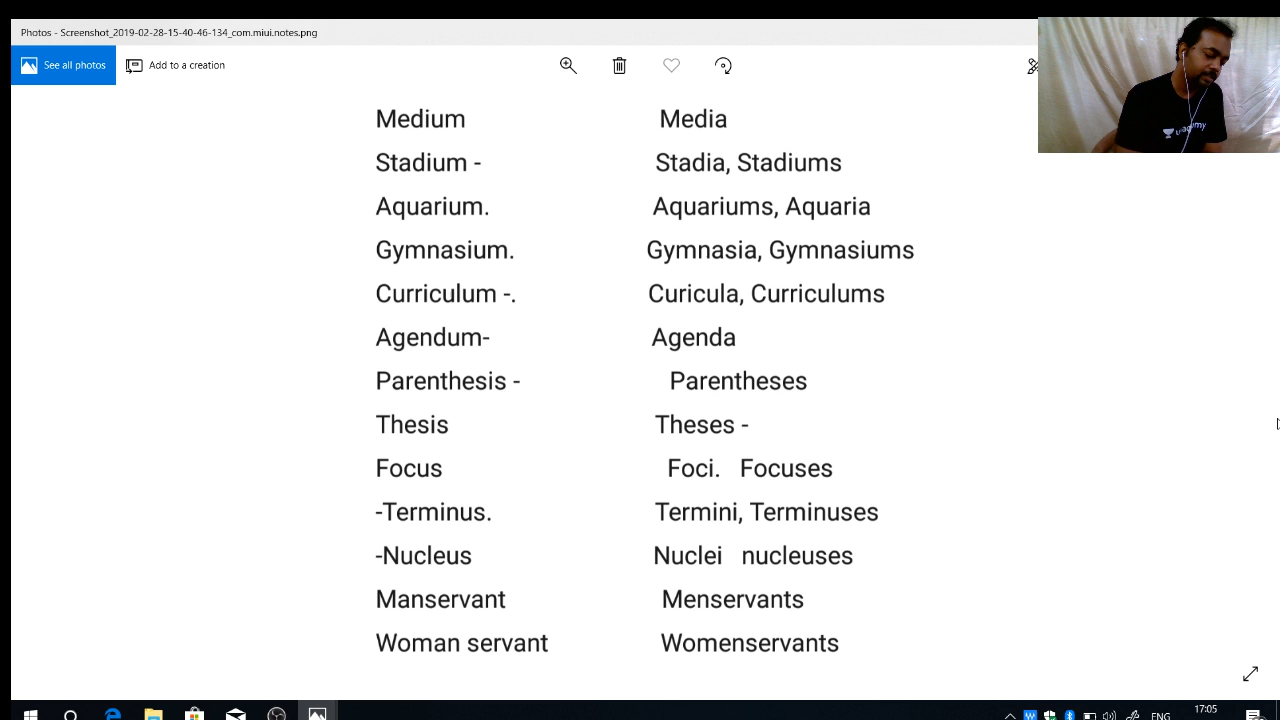 Photos - Screenshot_2019-02-28-15-40-46-134_com.miui.notes.png
See all photos Add to a creation
Medium Media
Stadium - Stadia, Stadiums
Aquarium. Aquariums, Aquaria
Gymnasium. Gymnasia, Gymnasiums
Curriculum -. Curicula, Curriculums
Agendum- Agenda
Parenthesis - Parentheses
Thesis Theses -
Focus Foci. Focuses
-Terminus. Termini, Terminuses
-Nucleus Nuclei nucleuses
Manservant Menservants
Woman servant Womenservants
ENG 17:05